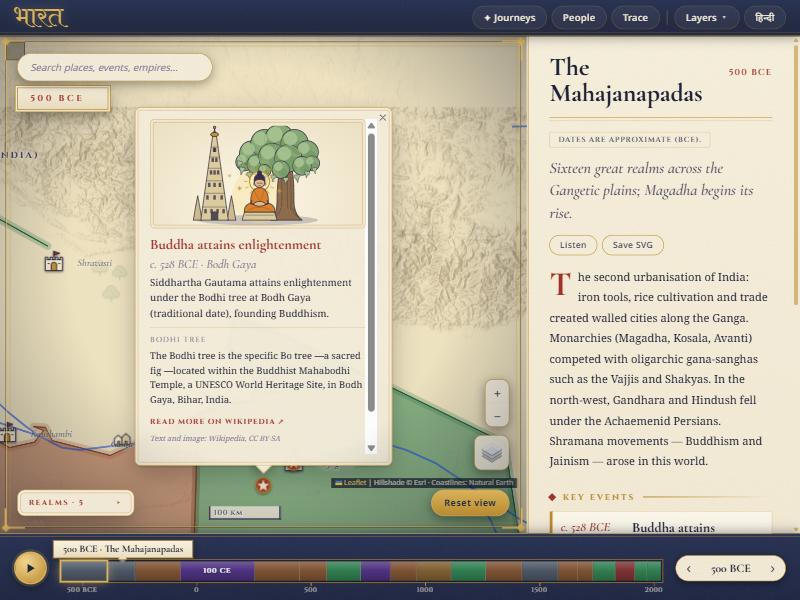 भारत
✦ Journeys
People
Trace
Layers
हिन्दी
Search places, events, empires...
500 BCE
NDIA)
Shravasti
Buddha attains enlightenment
c. 528 BCE · Bodh Gaya
Siddhartha Gautama attains enlightenment
under the Bodhi tree at Bodh Gaya
(traditional date), founding Buddhism.
BODHI TREE
The Bodhi tree is the specific Bo tree —a sacred
fig —located within the Buddhist Mahabodhi
Temple, a UNESCO World Heritage Site, in Bodh
Gaya, Bihar, India.
READ MORE ON WIKIPEDIA ↗
Text and image: Wikipedia, CC BY-SA
+
−
Leaflet | Hillshade © Esri · Coastlines: Natural Earth
REALMS · 5
100 KM
Reset view
The
Mahajanapadas
500 BCE
DATES ARE APPROXIMATE (BCE).
Sixteen great realms across the
Gangetic plains; Magadha begins its
rise.
Listen
Save SVG
The second urbanisation of India:
iron tools, rice cultivation and trade
created walled cities along the Ganga.
Monarchies (Magadha, Kosala, Avanti)
competed with oligarchic gana-sanghas
such as the Vajjis and Shakyas. In the
north-west, Gandhara and Hindush fell
under the Achaemenid Persians.
Shramana movements — Buddhism and
Jainism — arose in this world.
KEY EVENTS
c. 528 BCE
Buddha attains
500 BCE · The Mahajanapadas
100 CE
500 BCE
0
500
1000
1500
2000
‹ 500 BCE ›